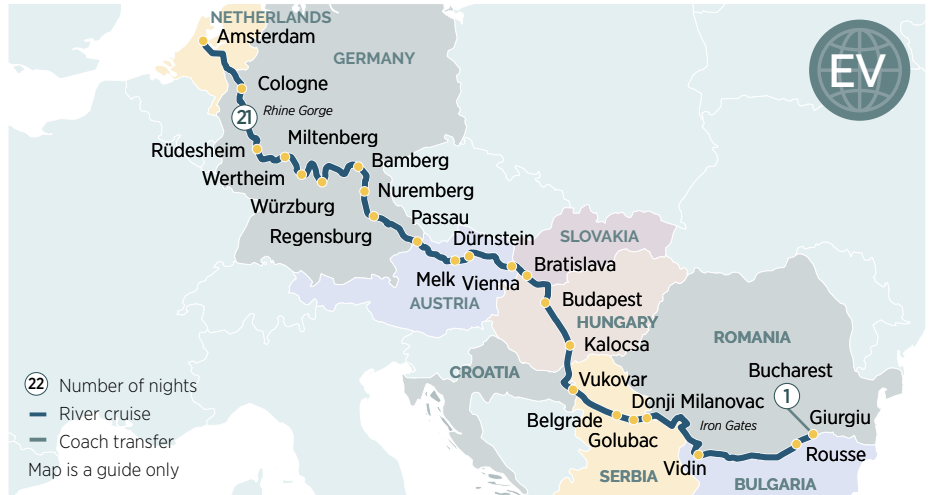 NETHERLANDS
Amsterdam
GERMANY
EV
Cologne
21
Rhine Gorge
Miltenberg
Rüdesheim
Bamberg
Wertheim
Nuremberg
Würzburg
Passau
Regensburg
Dürnstein
SLOVAKIA
Bratislava
Melk
Vienna
AUSTRIA
Budapest
HUNGARY
Kalocsa
ROMANIA
CROATIA
Bucharest
1
Vukovar
Donji Milanovac
Giurgiu
Belgrade
Iron Gates
Golubac
Rousse
Vidin
SERBIA
BULGARIA
22 Number of nights
River cruise
Coach transfer
Map is a guide only